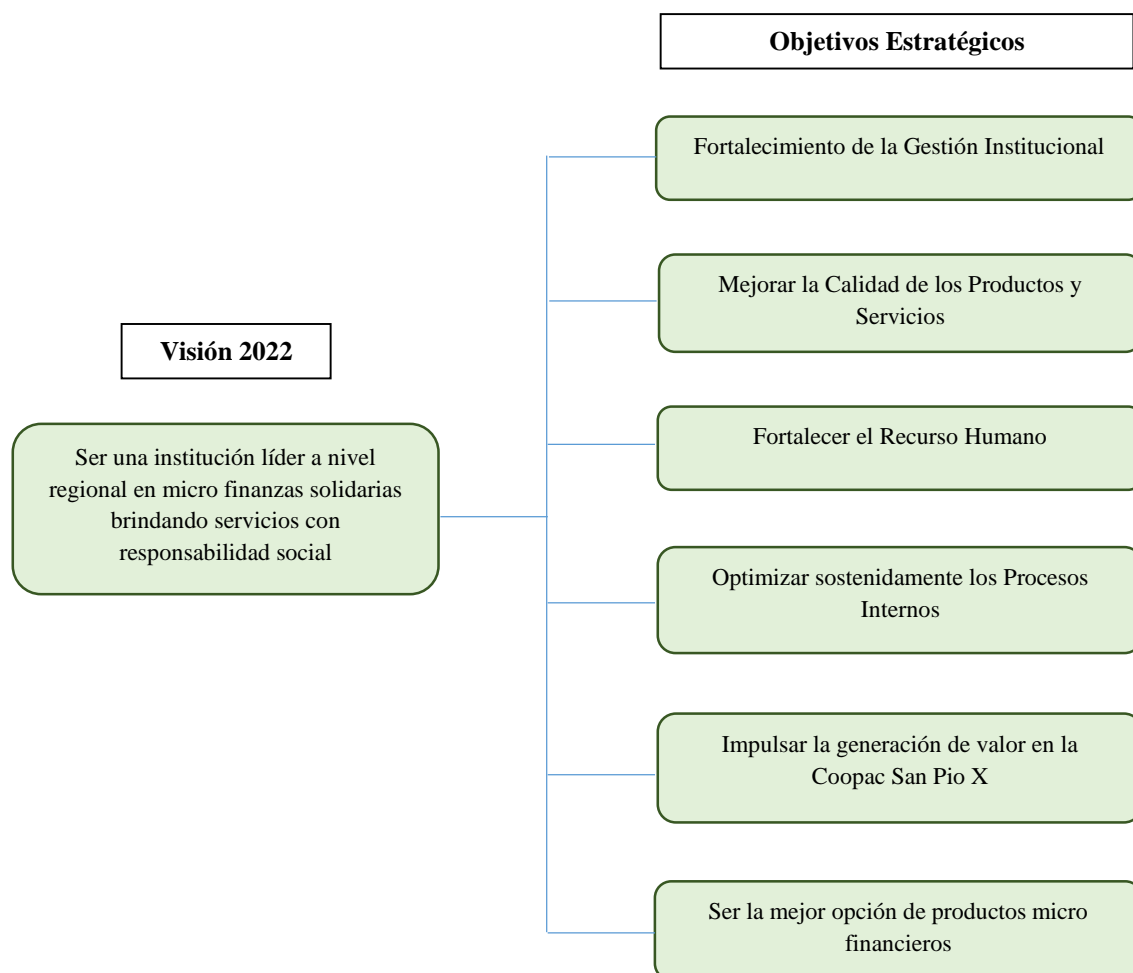 Objetivos Estratégicos
Fortalecimiento de la Gestión Institucional
Mejorar la Calidad de los Productos y
Servicios
Visión 2022
Fortalecer el Recurso Humano
Ser una institución líder a nivel
regional en micro finanzas solidarias
brindando servicios con
responsabilidad social
Optimizar sostenidamente los Procesos
Internos
Impulsar la generación de valor en la
Coopac San Pio X
Ser la mejor opción de productos micro
financieros